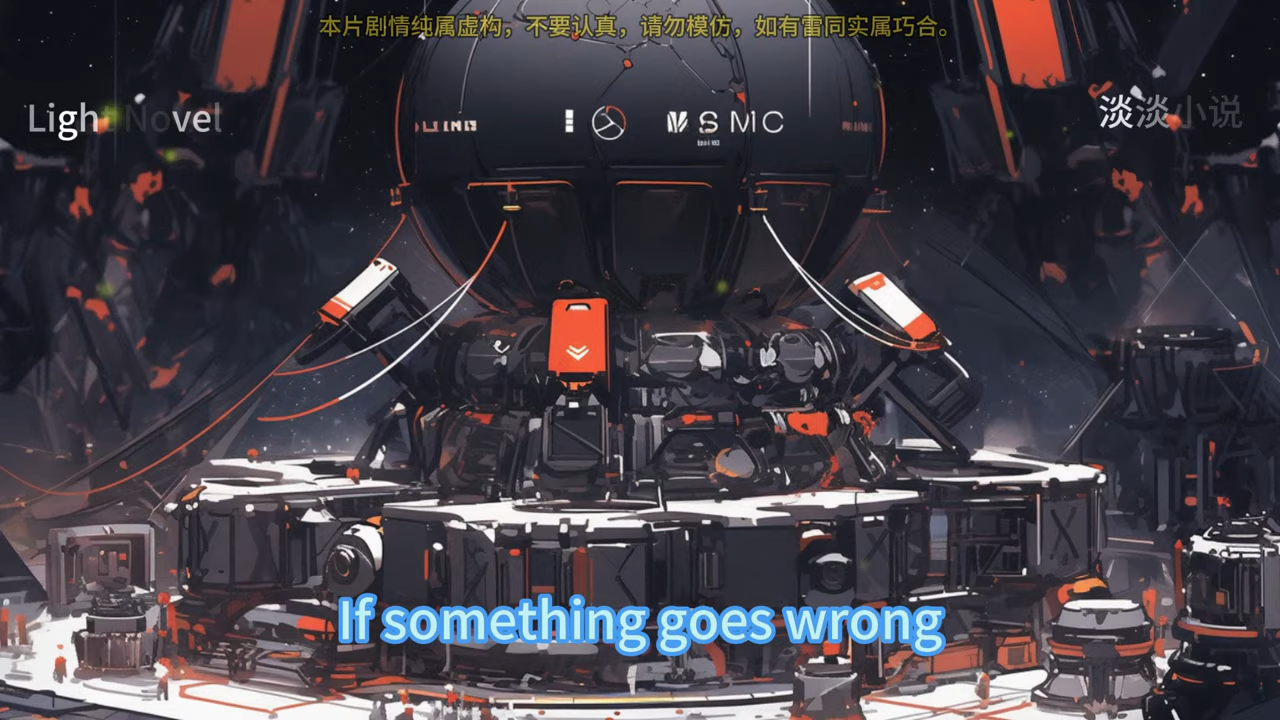 本片剧情纯属虚构，不要认真，请勿模仿，如有雷同实属巧合。
Light Novel
淡淡小说
SMC
If something goes wrong